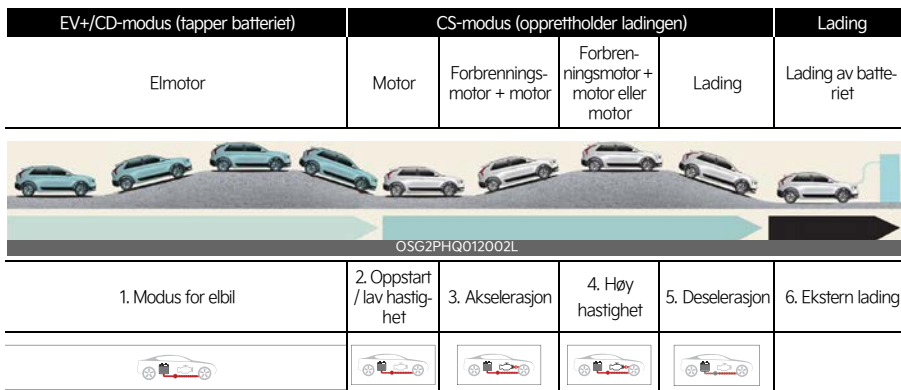 EV+/CD-modus (tapper batteriet)
CS-modus (opprettholder ladingen)
Lading
Elmotor
Motor
Forbrennings-
motor + motor
Forbren-
ningsmotor +
motor eller
motor
Lading
Lading av batte-
riet
OSG2PHQ012002L
1. Modus for elbil
2. Oppstart
/ lav hastig-
het
3. Akselerasjon
4. Høy
hastighet
5. Deselerasjon
6. Ekstern lading